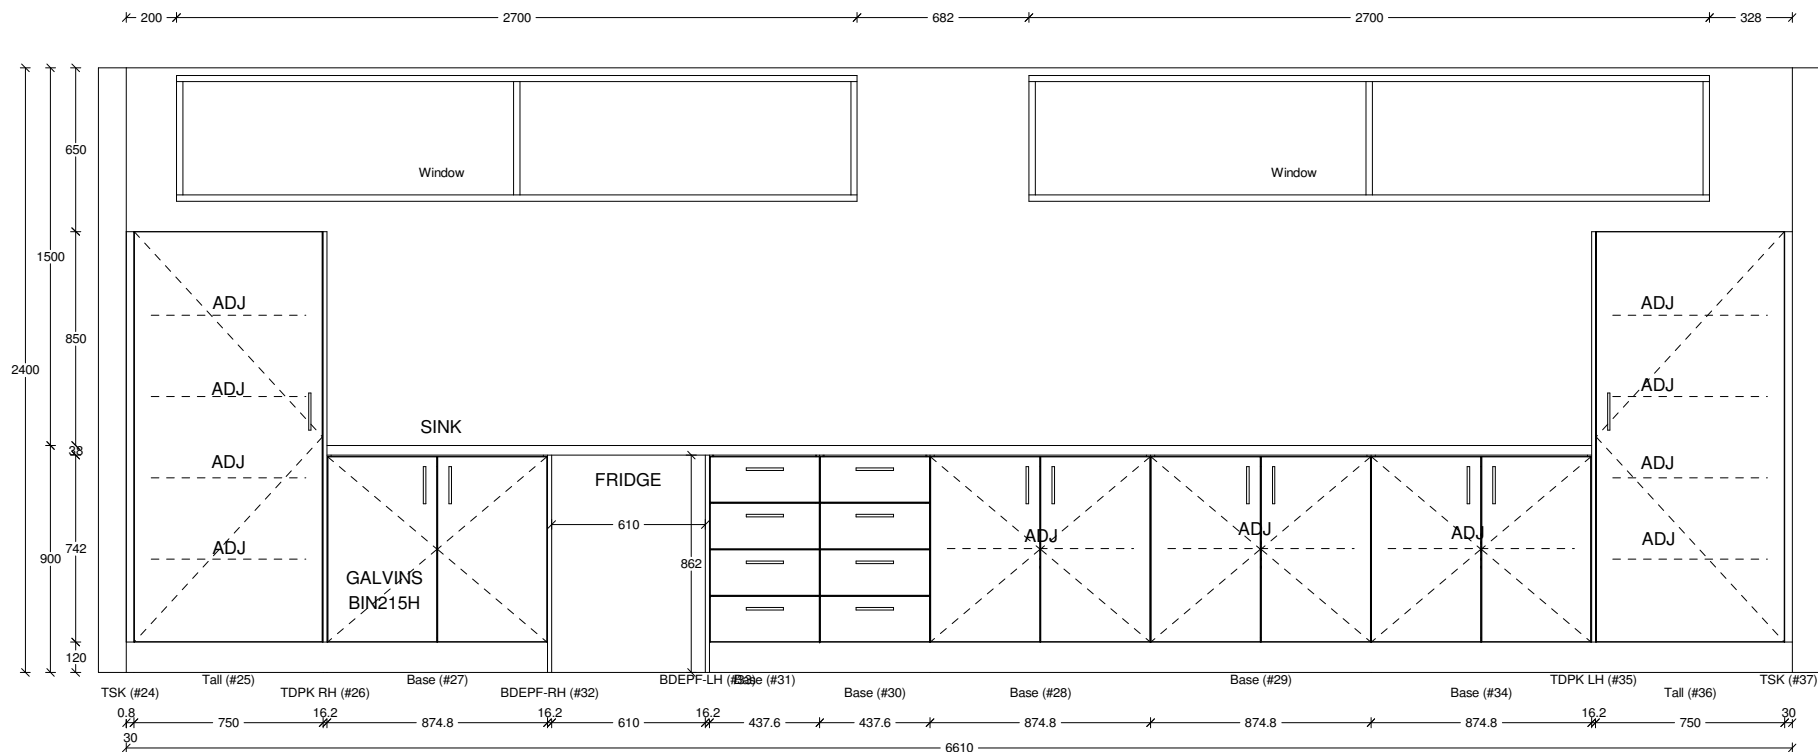 200 2700 682 2700 328
650
Window Window
1500
ADJ ADJ
850
2400
ADJ ADJ
SINK
38
ADJ ADJ
FRIDGE
610
ADJ ADJ ADJ
ADJ ADJ
742
900
862
GALVINS
BIN215H
120
Tall (#25) Base (#27) BDEPF-LH (#33) Base (#31) Base (#29) TDPK LH (#35) TSK (#37)
TSK (#24) TDPK RH (#26) BDEPF-RH (#32) Base (#30) Base (#28) Base (#34) Tall (#36)
0.8 16.2 16.2 16.2 16.2 30
750 874.8 610 437.6 437.6 874.8 874.8 874.8 750
30
6610